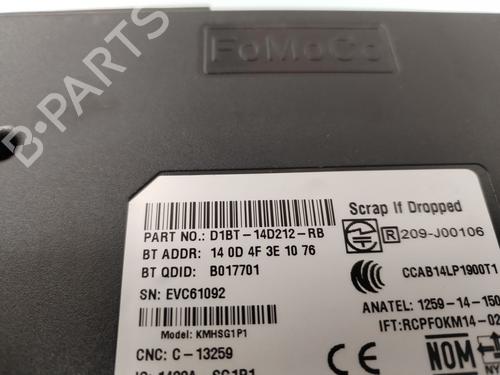 FoMoCo
B-PARTS
Scrap If Dropped
PART NO.: D1BT-14D212-RB
BT ADDR: 14 0D 4F 3E 10 76
BT QDID: B017701
SN: EVC61092
Model: KMHSG1P1
CNC: C-13259
R 209-J00106
CCAB14LP1900T1
ANATEL: 1259-14-150
IFT:RCPFOKM14-02
CE
NOM